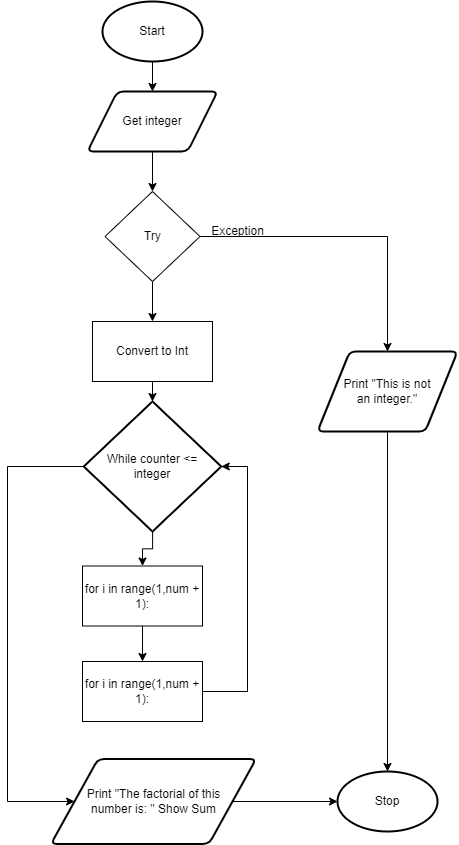 Start
Get integer
Try
Exception
Convert to Int
Print "This is not
an integer."
While counter <=
integer
for i in range(1,num +
1):
for i in range(1,num +
1):
Print "The factorial of this
number is: " Show Sum
Stop